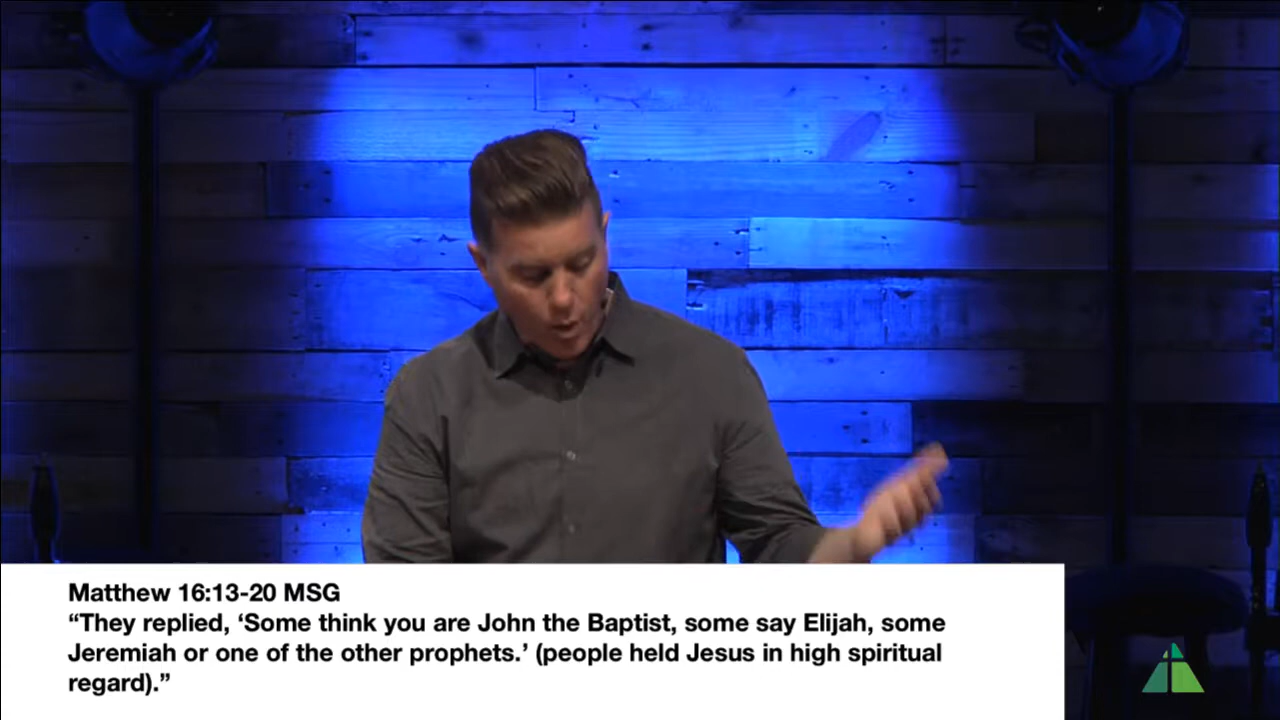 Matthew 16:13-20 MSG
“They replied, ‘Some think you are John the Baptist, some say Elijah, some
Jeremiah or one of the other prophets.’ (people held Jesus in high spiritual
regard).”